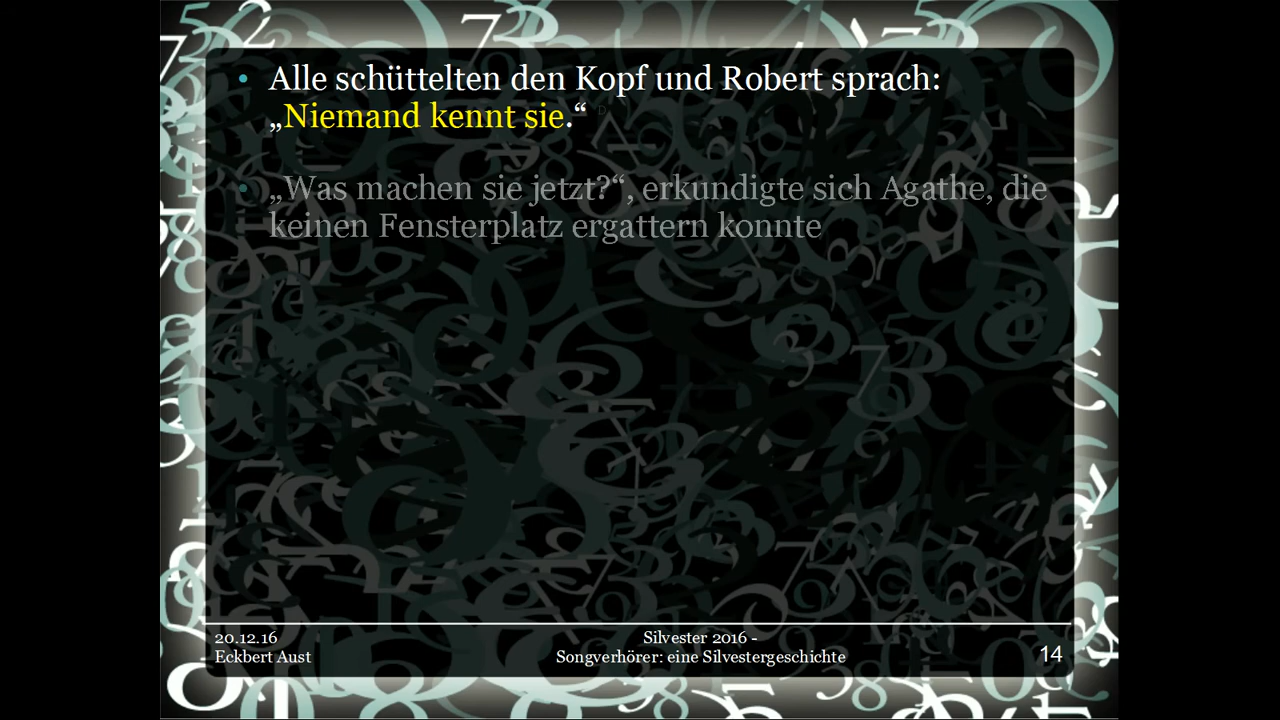 • Alle schüttelten den Kopf und Robert sprach:
„Niemand kennt sie.“
• „Was machen sie jetzt?“, erkundigte sich Agathe, die
keinen Fensterplatz ergattern konnte
20.12.16
Eckbert Aust
Silvester 2016 -
Songverhörer: eine Silvestergeschichte
14